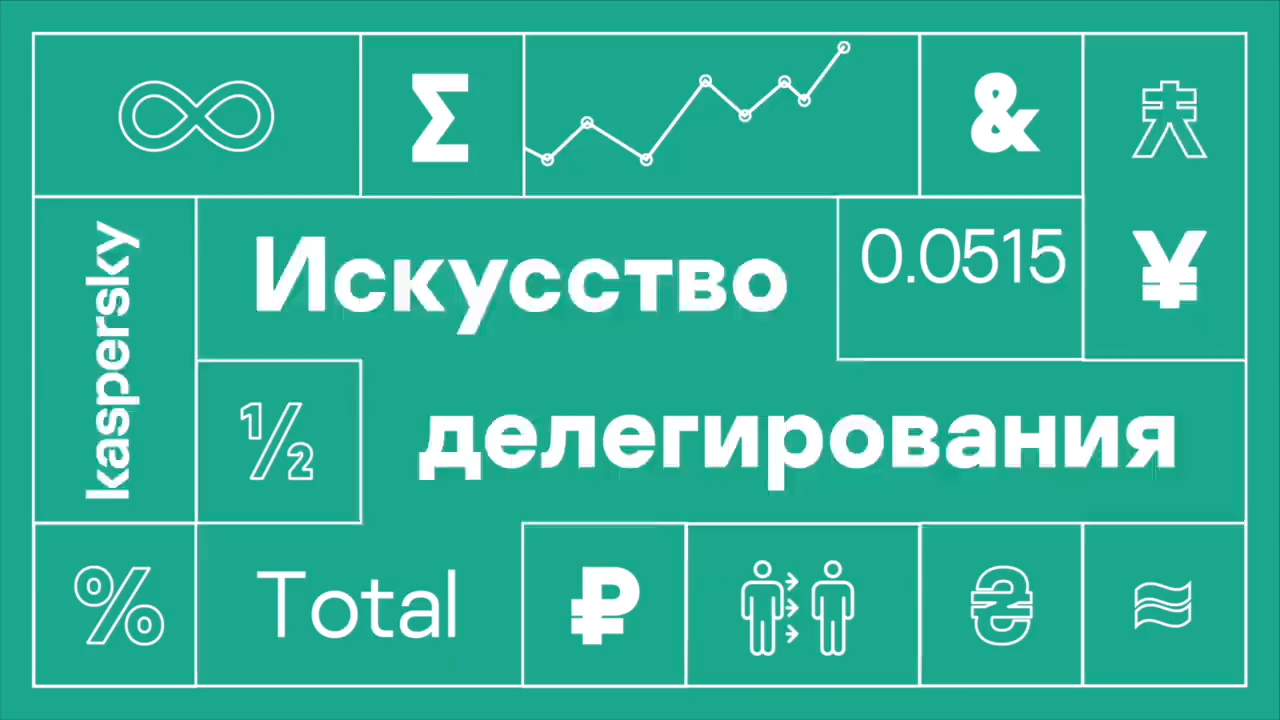 ∞ Σ & ¥
kaspersky
Искусство
0.0515
½
делегирования
% Total ₽ ₴ ≈